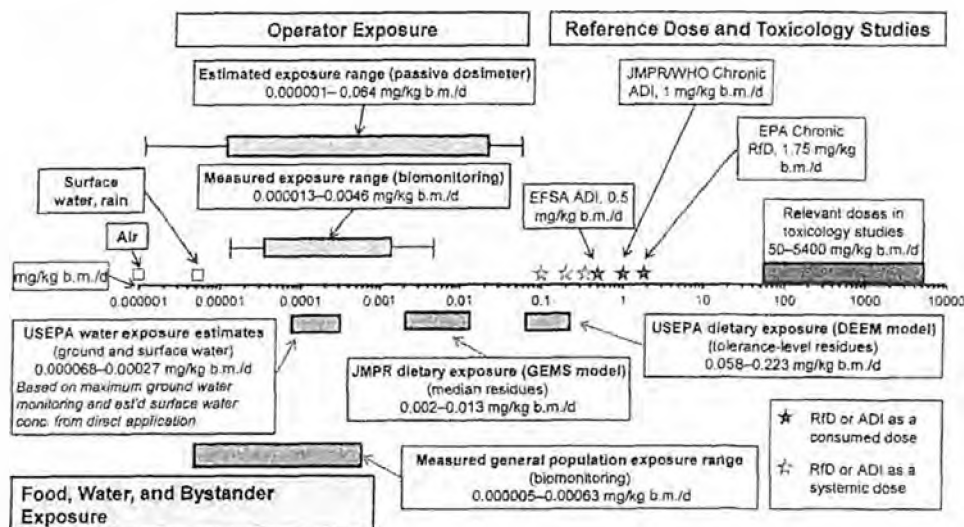 Operator Exposure
Reference Dose and Toxicology Studies
Estimated exposure range (passive dosimeter)
0.000001– 0.064 mg/kg b.m./d
JMPR/WHO Chronic
ADI, 1 mg/kg b.m./d
EPA Chronic
RfD, 1.75 mg/kg
b.m./d
Surface
water, rain
Measured exposure range (biomonitoring)
0.000013–0.0046 mg/kg b.m./d
EFSA ADI, 0.5
mg/kg b.m./d
Relevant doses in
toxicology studies
50–5400 mg/kg b.m./d
Air
mg/kg b.m./d
0.000001
0.00001
0.0001
0.001
0.01
0.1
1
10
100
1000
10000
USEPA water exposure estimates
(ground and surface water)
0.000068–0.00027 mg/kg b.m./d
Based on maximum ground water
monitoring and est'd surface water
conc. from direct application
JMPR dietary exposure (GEMS model)
(median residues)
0.002–0.013 mg/kg b.m./d
USEPA dietary exposure (DEEM model)
(tolerance-level residues)
0.058–0.223 mg/kg b.m./d
RfD or ADI as a
consumed dose
RfD or ADI as a
systemic dose
Measured general population exposure range
(biomonitoring)
0.000005–0.00063 mg/kg b.m./d
Food, Water, and Bystander
Exposure